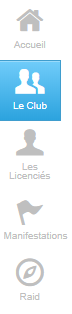 Accueil
Le Club
Les
Licenciés
Manifestations
Raid